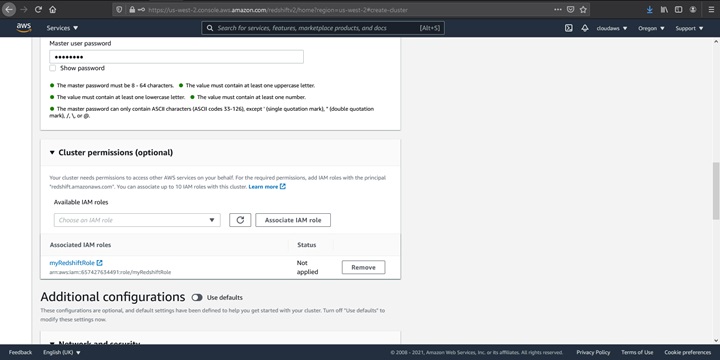 https://us-west-2.console.aws.amazon.com/redshiftv2/home?region=us-west-2#create-cluster
aws
Services
Search for services, features, marketplace products, and docs
[Alt+S]
cloudaws
Oregon
Support
Master user password
Show password
The master password must be 8 - 64 characters. The value must contain at least one uppercase letter.
The value must contain at least one lowercase letter. The value must contain at least one number.
The master password can only contain ASCII characters (ASCII codes 33-126), except ' (single quotation mark), " (double quotation
mark), /, \, or @.
Cluster permissions (optional)
Your cluster needs permissions to access other AWS services on your behalf. For the required permissions, add IAM roles with the principal
"redshift.amazonaws.com". You can associate up to 10 IAM roles with this cluster. Learn more
Available IAM roles
Choose an IAM role
Associate IAM role
Associated IAM roles
Status
myRedshiftRole
arn:aws:iam::657427634491:role/myRedshiftRole
Not
applied
Remove
Additional configurations
Use defaults
These configurations are optional, and default settings have been defined to help you get started with your cluster. Turn off "Use defaults" to
modify these settings now.
Network and security
Feedback
English (UK)
© 2008 - 2021, Amazon Web Services, Inc. or its affiliates. All rights reserved.
Privacy Policy
Terms of Use
Cookie preferences